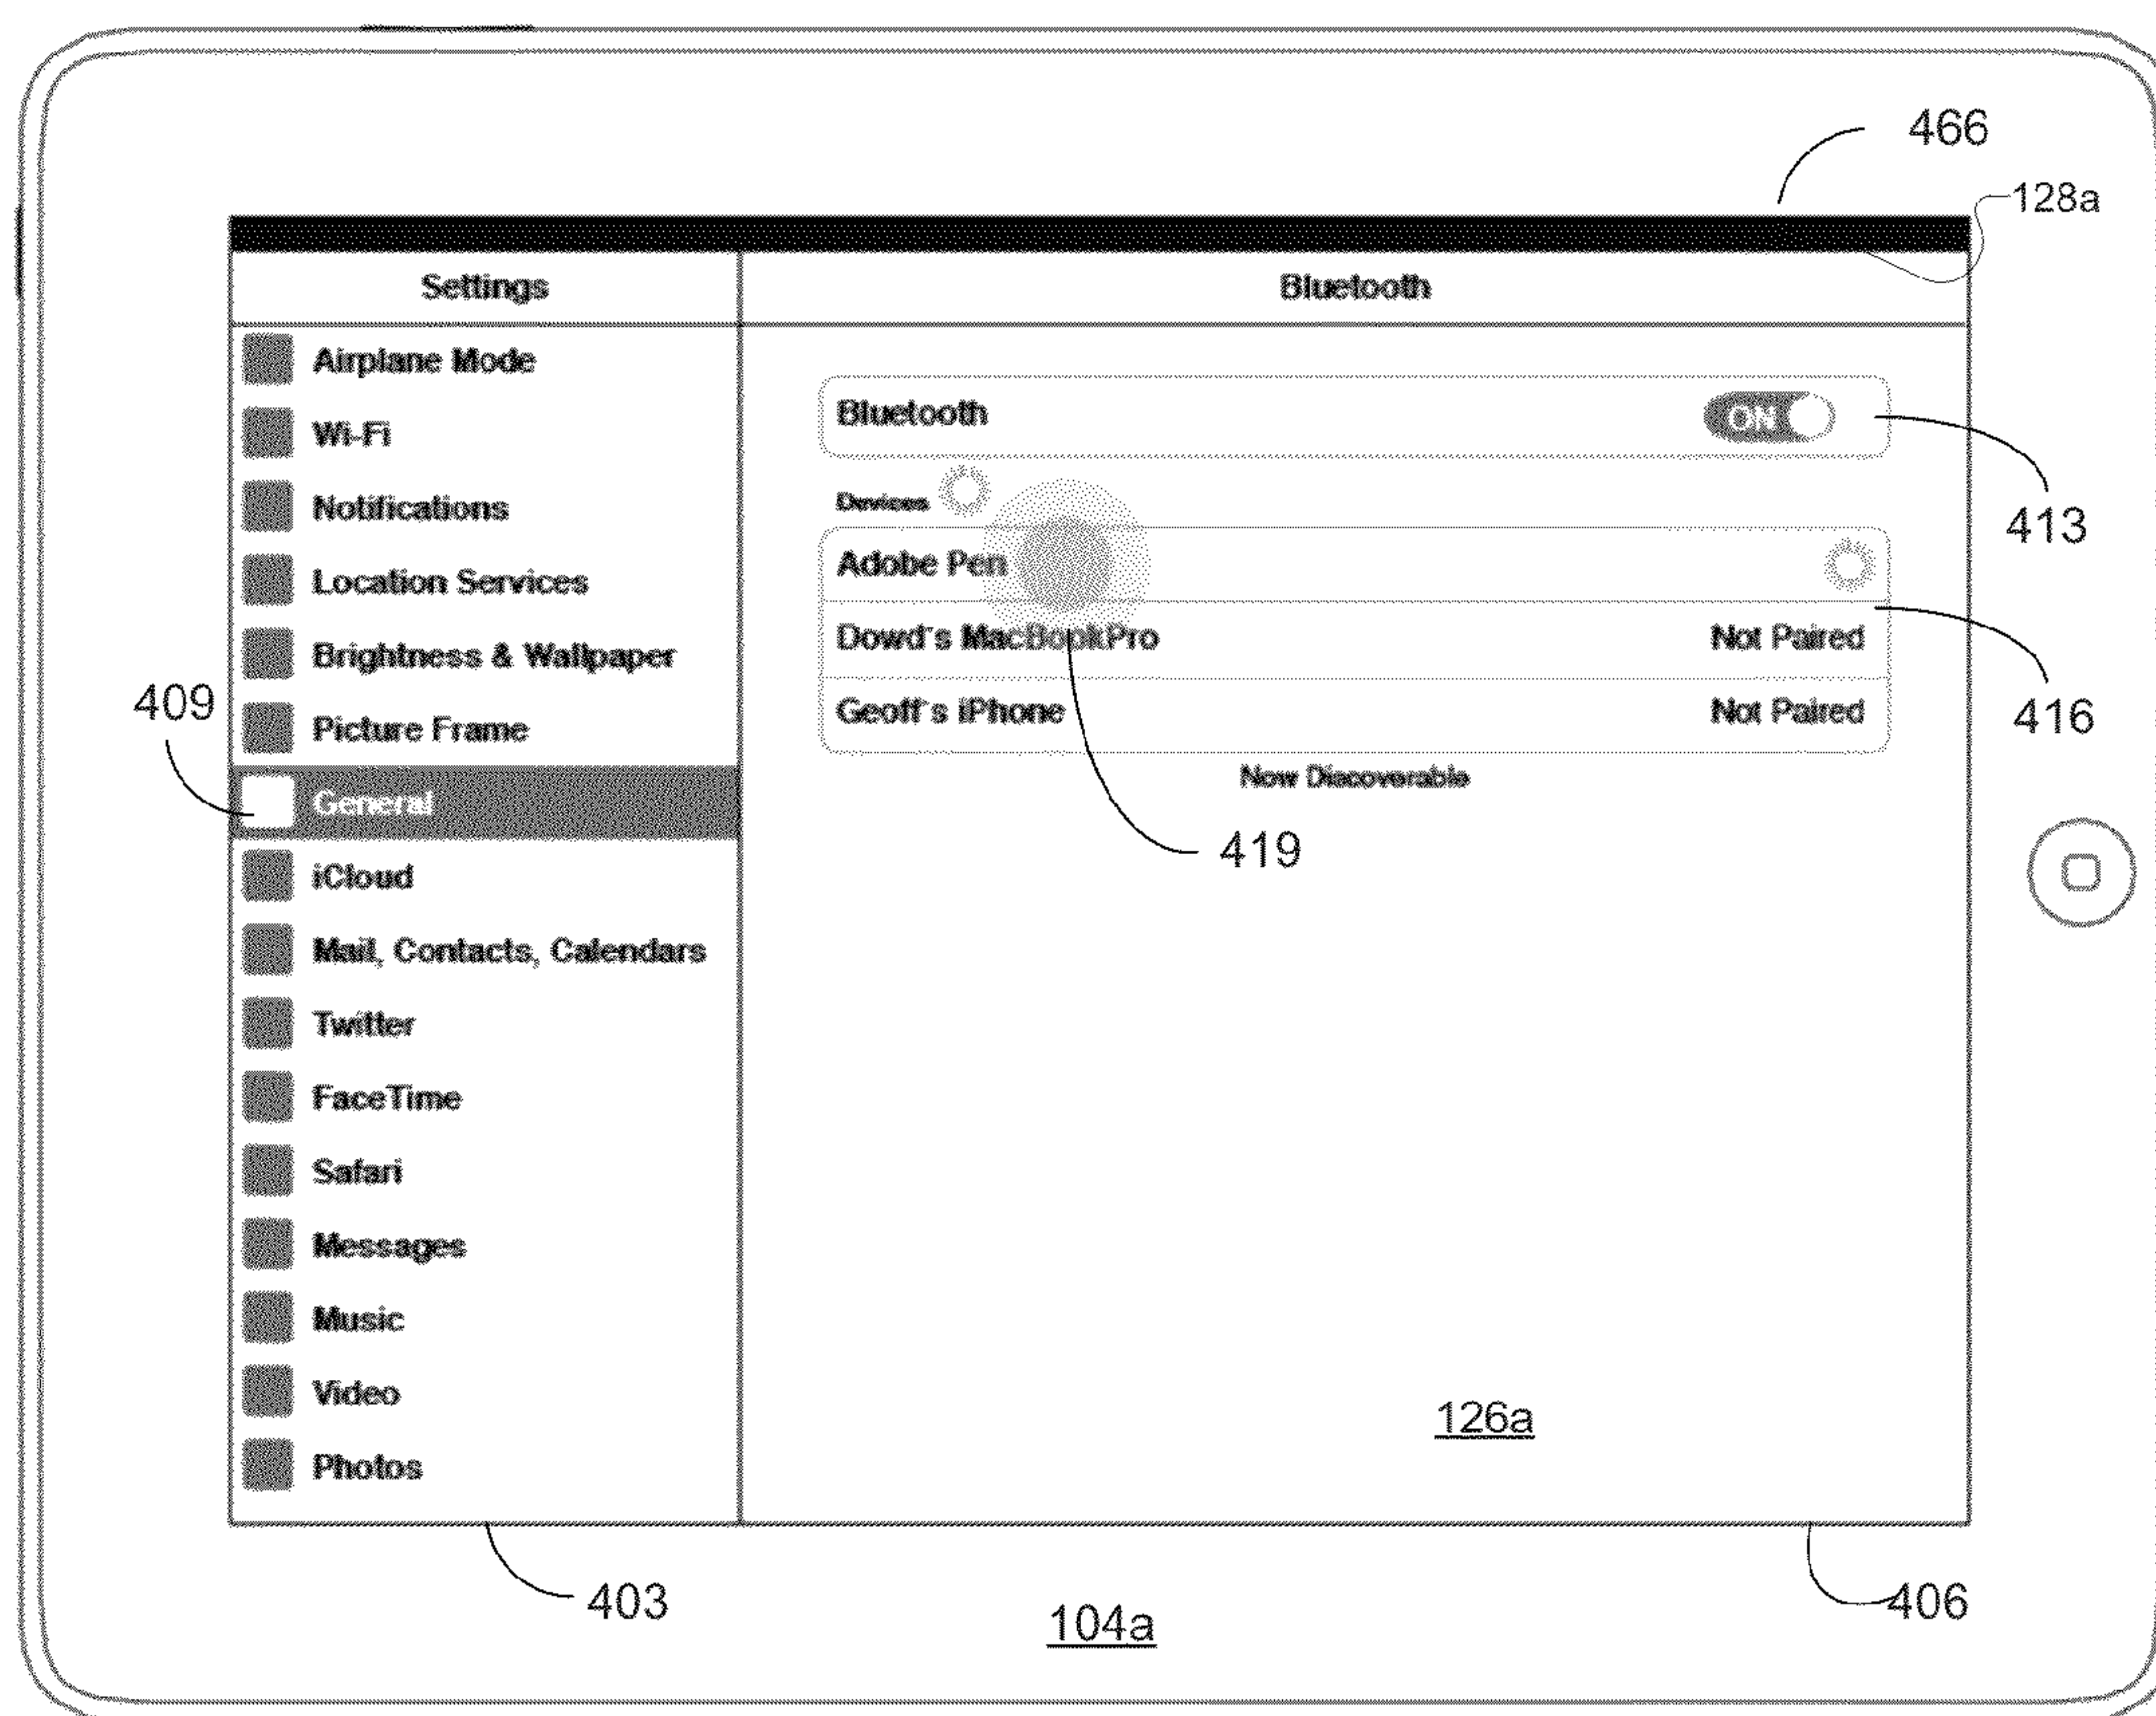 466
128a
Settings
Bluetooth
Airplane Mode
Wi-Fi
Notifications
Location Services
Brightness & Wallpaper
Picture Frame
409
General
iCloud
Mail, Contacts, Calendars
Twitter
FaceTime
Safari
Messages
Music
Video
Photos
Bluetooth ON
413
Devices
Adobe Pen
416
Dowd's MacBookPro Not Paired
Geoff's iPhone Not Paired
Now Discoverable
419
126a
403
104a
406